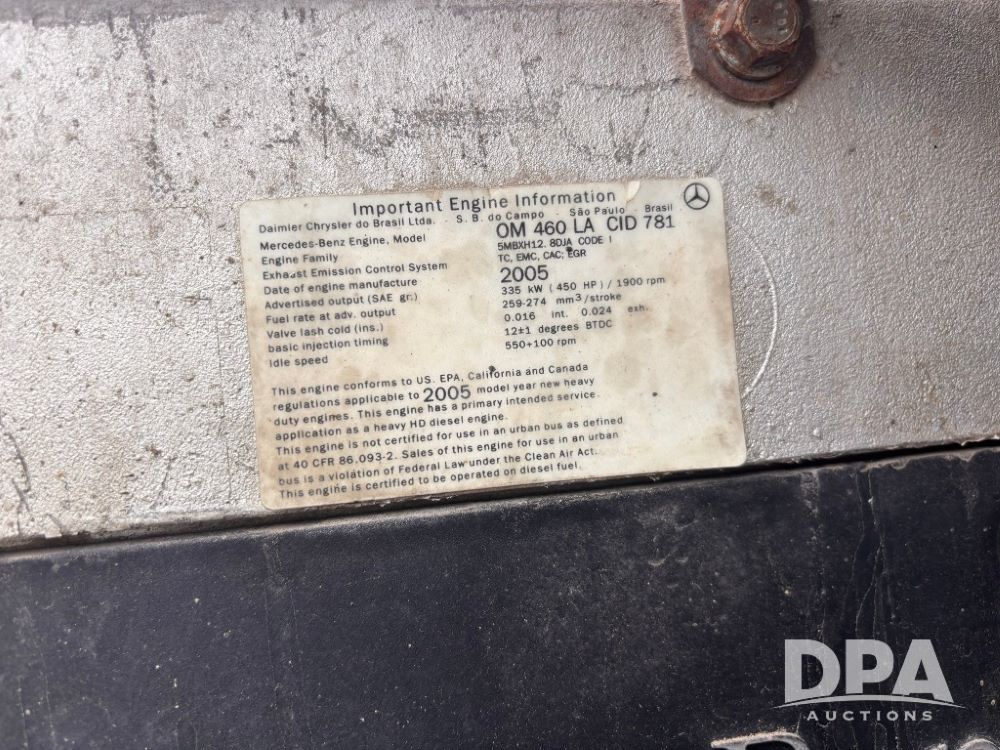 Important Engine Information
Daimler Chrysler do Brasil Ltda. - S. B. do Campo - São Paulo - Brasil
Mercedes-Benz Engine, Model OM 460 LA CID 781
Engine Family 5MBXH12.8DJA CODE I
Exhaust Emission Control System TC, EMC, CAC, EGR
Date of engine manufacture 2005
Advertised output (SAE gr.) 335 kW (450 HP) / 1900 rpm
Fuel rate at adv. output 259-274 mm3/stroke
Valve lash cold (ins.) 0.016 int. 0.024 exh.
basic injection timing 12±1 degrees BTDC
idle speed 550+100 rpm
This engine conforms to US. EPA, California and Canada
regulations applicable to 2005 model year new heavy
duty engines. This engine has a primary intended service
application as a heavy HD diesel engine.
This engine is not certified for use in an urban bus as defined
at 40 CFR 86.093-2. Sales of this engine for use in an urban
bus is a violation of Federal Law under the Clean Air Act.
This engine is certified to be operated on diesel fuel.
DPA
AUCTIONS